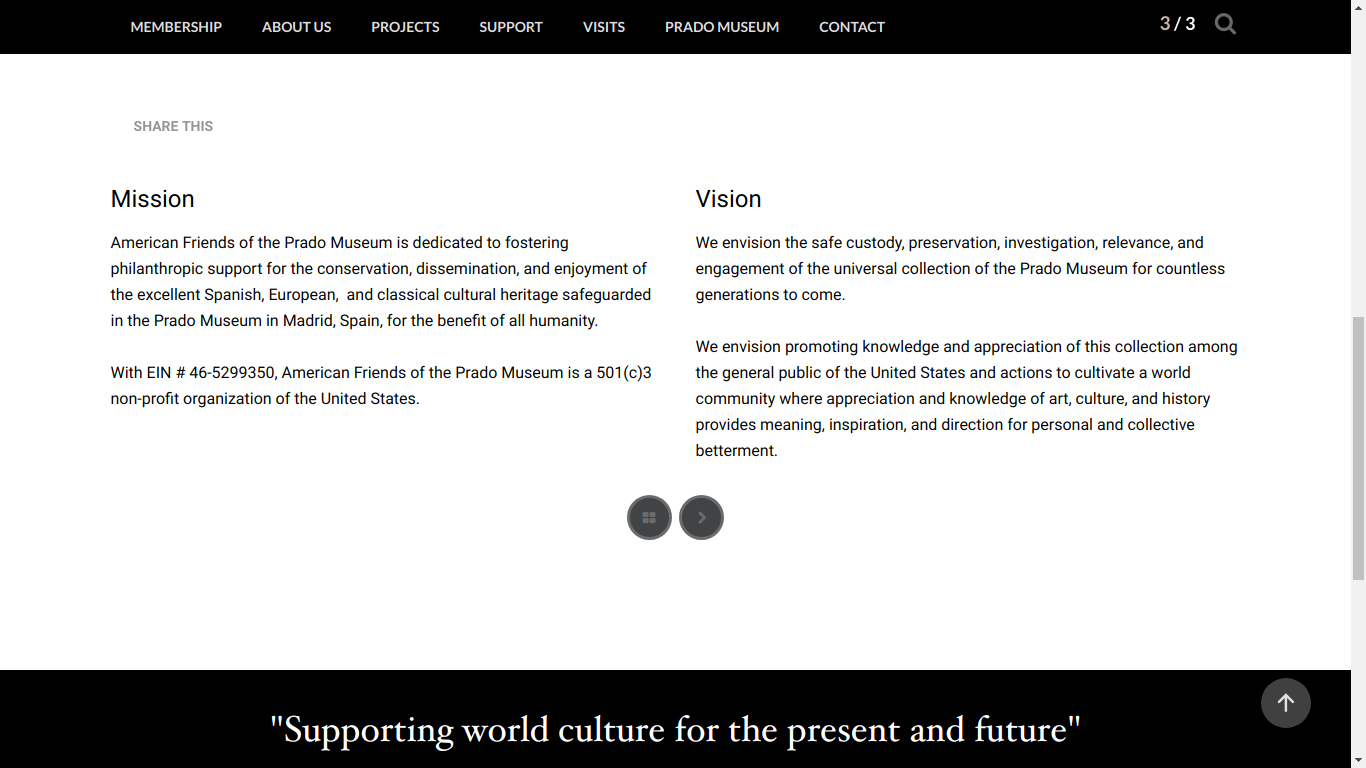 MEMBERSHIP ABOUT US PROJECTS SUPPORT VISITS PRADO MUSEUM CONTACT 3 / 3
SHARE THIS
Mission
American Friends of the Prado Museum is dedicated to fostering
philanthropic support for the conservation, dissemination, and enjoyment of
the excellent Spanish, European,  and classical cultural heritage safeguarded
in the Prado Museum in Madrid, Spain, for the benefit of all humanity.
With EIN # 46-5299350, American Friends of the Prado Museum is a 501(c)3
non-profit organization of the United States.
Vision
We envision the safe custody, preservation, investigation, relevance, and
engagement of the universal collection of the Prado Museum for countless
generations to come.
We envision promoting knowledge and appreciation of this collection among
the general public of the United States and actions to cultivate a world
community where appreciation and knowledge of art, culture, and history
provides meaning, inspiration, and direction for personal and collective
betterment.
"Supporting world culture for the present and future"